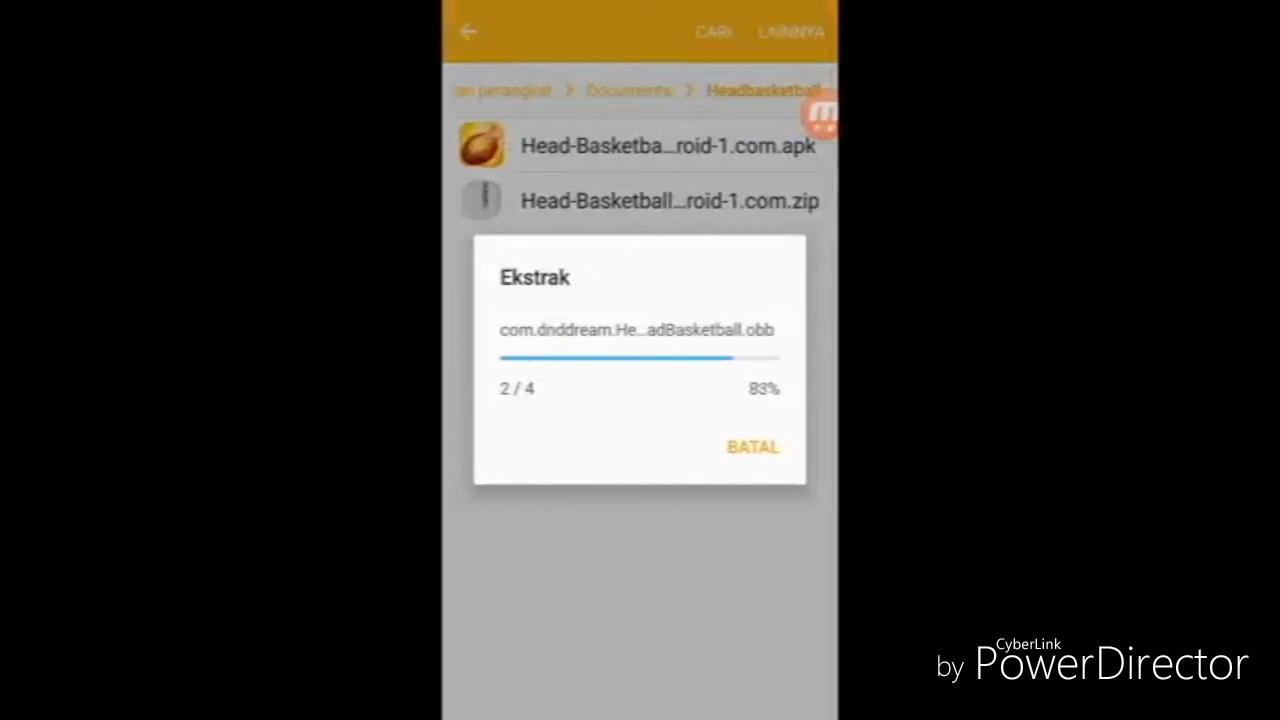 CARI LAINNYA
an perangkat > Documents > Headbasketball
Head-Basketba...roid-1.com.apk
Head-Basketball...roid-1.com.zip
Ekstrak
com.dnddream.He...adBasketball.obb
2 / 4 83%
BATAL
CyberLink
by PowerDirector